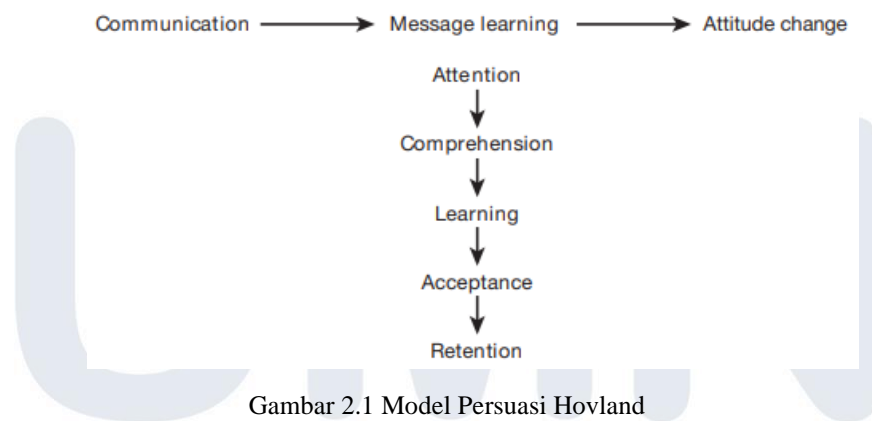 Communication Message learning Attitude change
Attention
Comprehension
Learning
Acceptance
Retention
Gambar 2.1 Model Persuasi Hovland